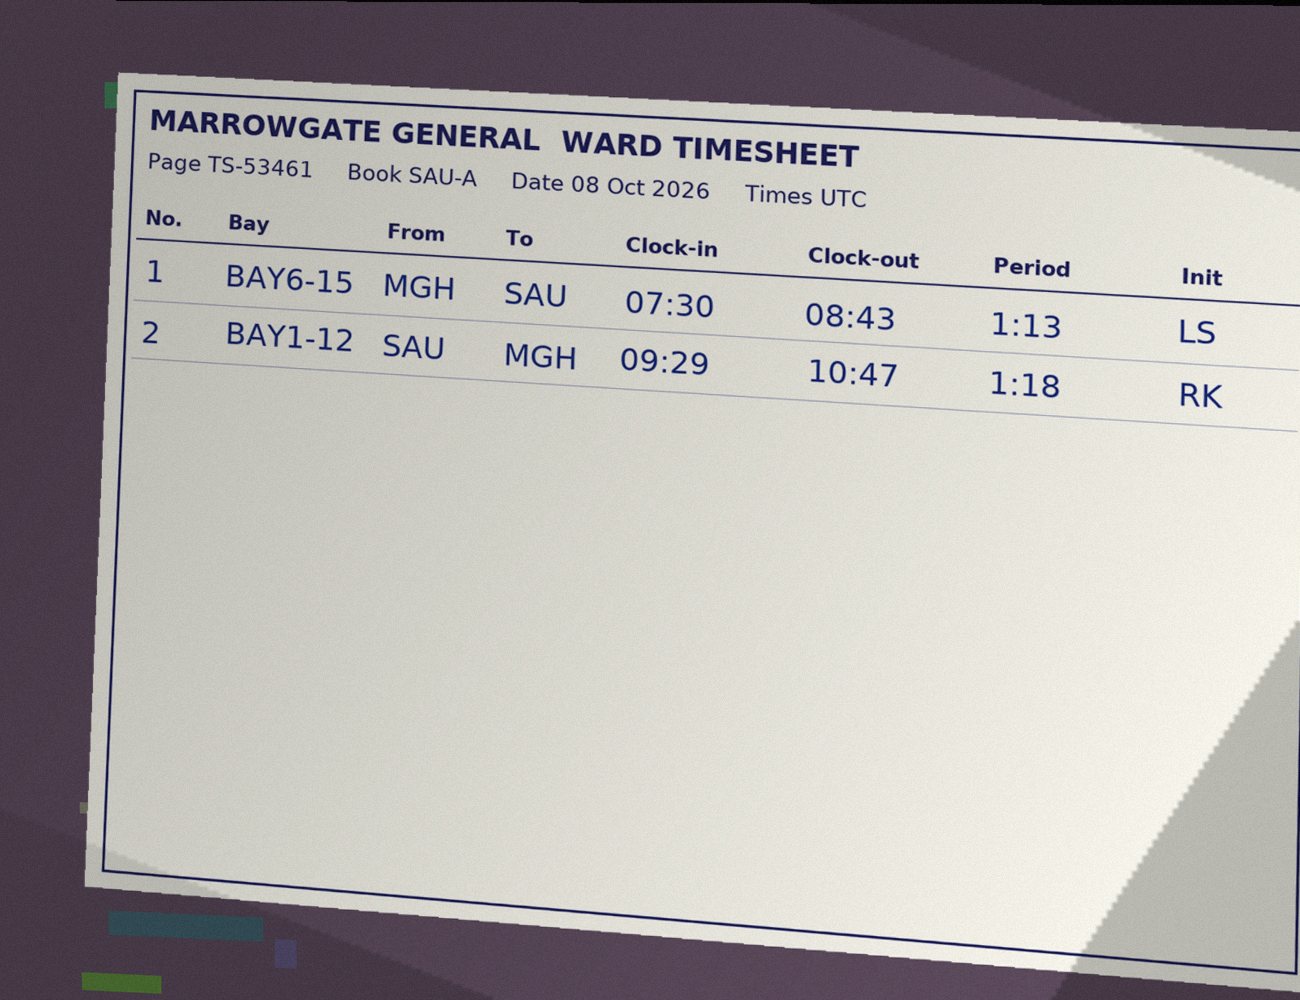 MARROWGATE GENERAL WARD TIMESHEET
Page TS-53461 Book SAU-A Date 08 Oct 2026 Times UTC
No. Bay From To Clock-in Clock-out Period Init
1 BAY6-15 MGH SAU 07:30 08:43 1:13 LS
2 BAY1-12 SAU MGH 09:29 10:47 1:18 RK